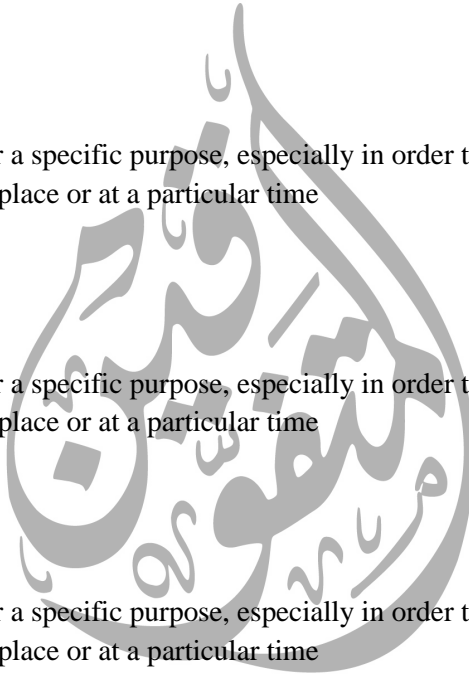 r a specific purpose, especially in order t
place or at a particular time
r a specific purpose, especially in order t
place or at a particular time
r a specific purpose, especially in order t
place or at a particular time
المتفوقين